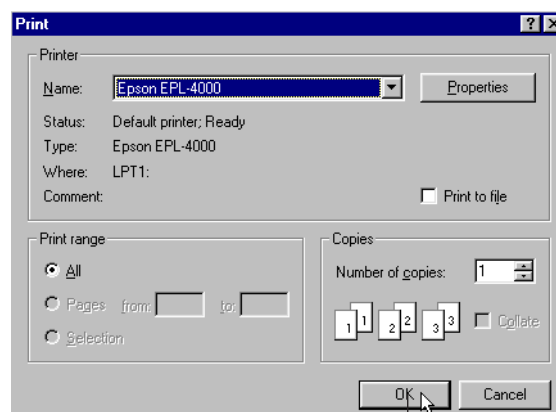 Print
Printer
Name: Epson EPL-4000 Properties
Status: Default printer; Ready
Type: Epson EPL-4000
Where: LPT1:
Comment: Print to file
Print range
All
Pages from: to:
Selection
Copies
Number of copies: 1
1 1 2 2 3 3 Collate
OK Cancel